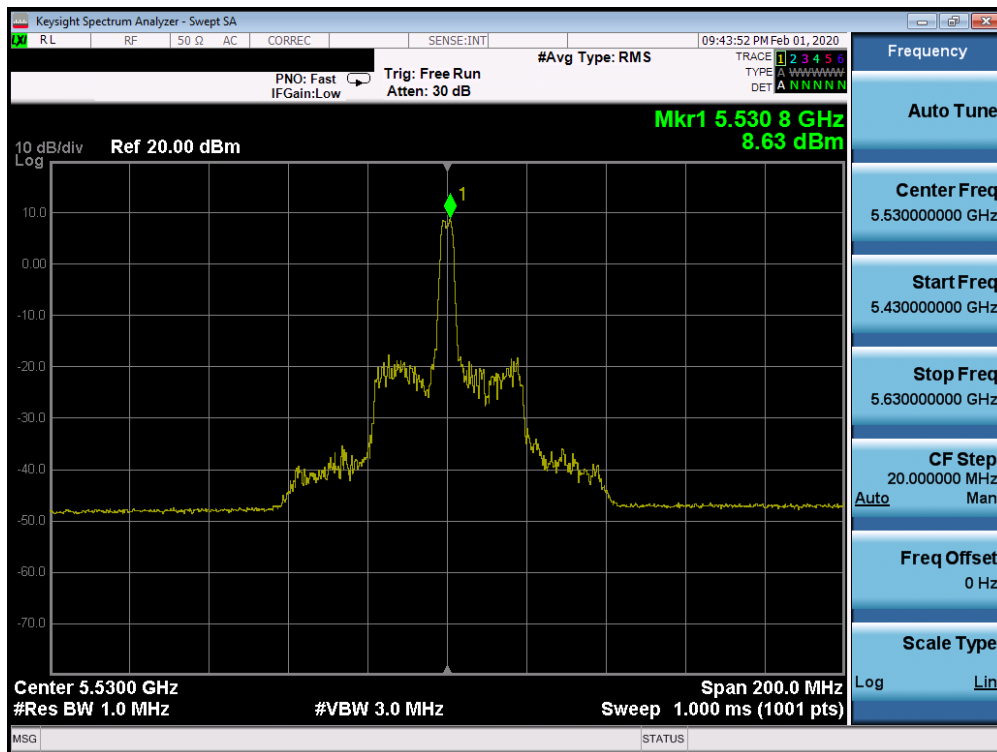 Keysight Spectrum Analyzer - Swept SA
LXI RL RF 50 Ω AC CORREC SENSE:INT 09:43:52 PM Feb 01, 2020
PNO: Fast
IFGain:Low
Trig: Free Run
Atten: 30 dB
#Avg Type: RMS
TRACE 1 2 3 4 5 6
TYPE A WWWWW
DET A N N N N N
Mkr1 5.530 8 GHz
8.63 dBm
10 dB/div Ref 20.00 dBm
Log
1
10.0
0.00
-10.0
-20.0
-30.0
-40.0
-50.0
-60.0
-70.0
Center 5.5300 GHz Span 200.0 MHz
#Res BW 1.0 MHz #VBW 3.0 MHz Sweep 1.000 ms (1001 pts)
MSG STATUS
Frequency
Auto Tune
Center Freq
5.530000000 GHz
Start Freq
5.430000000 GHz
Stop Freq
5.630000000 GHz
CF Step
20.000000 MHz
Auto Man
Freq Offset
0 Hz
Scale Type
Log Lin